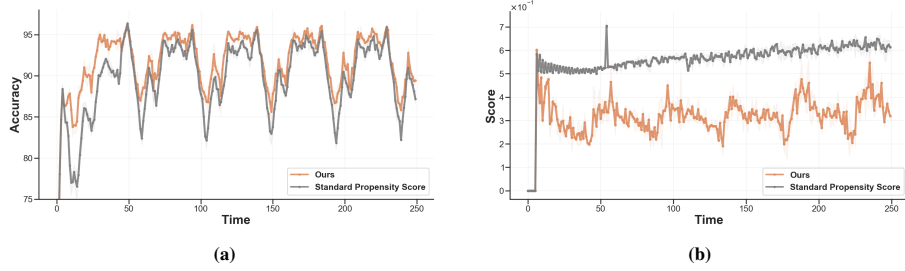 95
90
85
80
75
Accuracy
0
50
100
150
200
250
Time
Ours
Standard Propensity Score
(a)
×10⁻¹
7
6
5
4
3
2
1
0
Score
0
50
100
150
200
250
Time
Ours
Standard Propensity Score
(b)